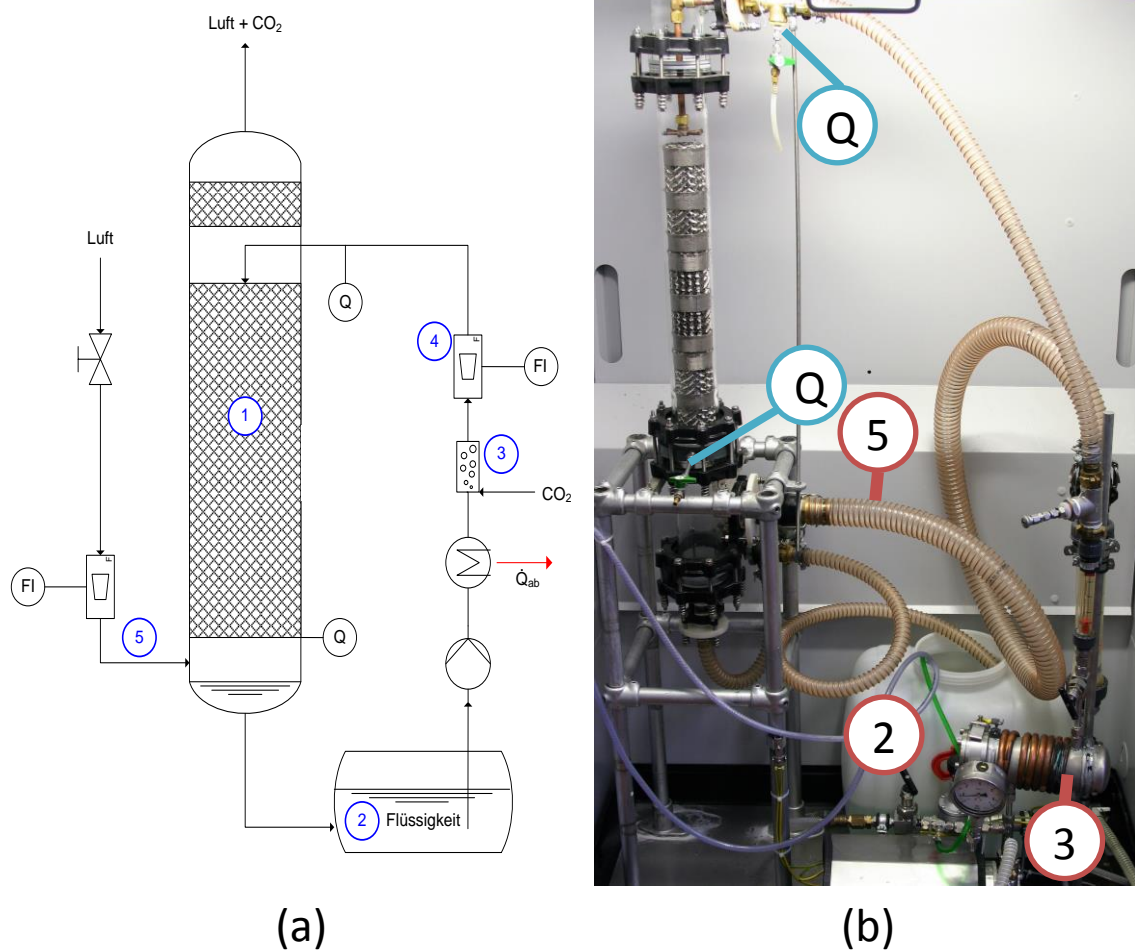 Luft + CO₂
Luft
Q
4
F
FI
1
3
CO₂
Q̇ab
F
FI
5
Q
2 Flüssigkeit
Q
Q
5
2
3
(a)
(b)